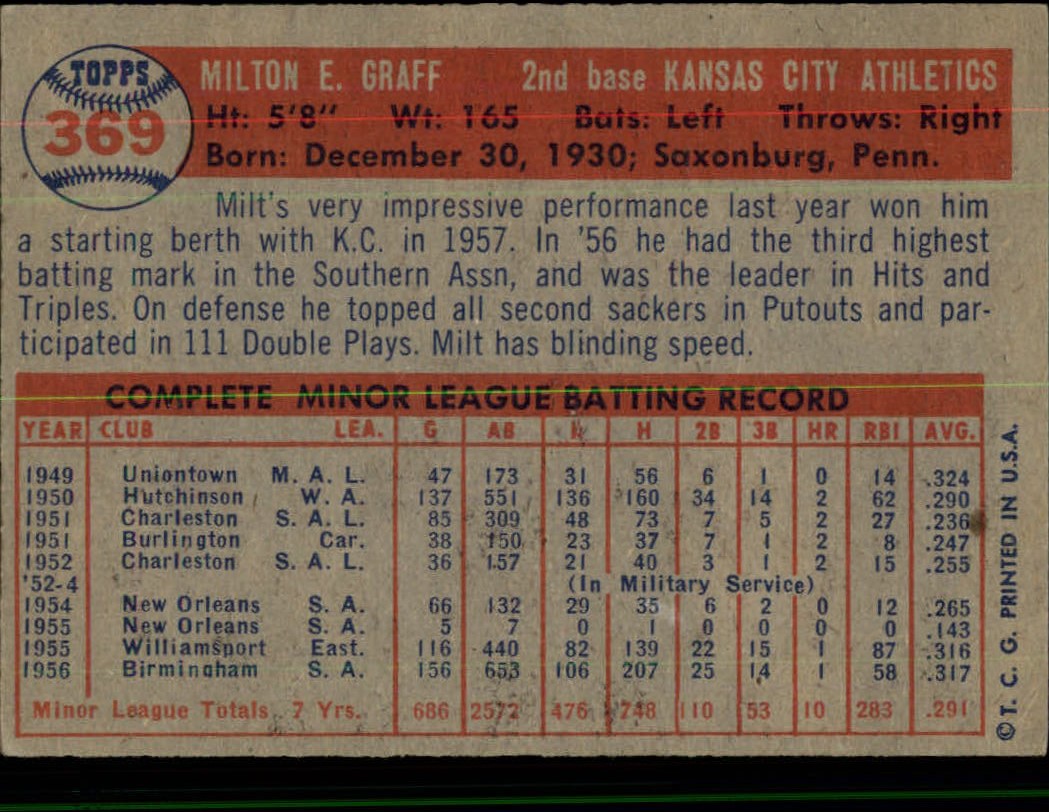 TOPPS
369
MILTON E. GRAFF 2nd base KANSAS CITY ATHLETICS
Ht: 5'8" Wt: 165 Bats: Left Throws: Right
Born: December 30, 1930; Saxonburg, Penn.
Milt's very impressive performance last year won him
a starting berth with K.C. in 1957. In '56 he had the third highest
batting mark in the Southern Assn, and was the leader in Hits and
Triples. On defense he topped all second sackers in Putouts and par-
ticipated in 111 Double Plays. Milt has blinding speed.
COMPLETE MINOR LEAGUE BATTING RECORD
YEAR CLUB LEA. G AB R H 2B 3B HR RBI AVG.
1949 Uniontown M. A. L. 47 173 31 56 6 1 0 14 .324
1950 Hutchinson W. A. 137 551 136 160 34 14 2 62 .290
1951 Charleston S. A. L. 85 309 48 73 7 5 2 27 .236
1951 Burlington Car. 38 150 23 37 7 1 2 8 .247
1952 Charleston S. A. L. 36 157 21 40 3 1 2 15 .255
'52-4 (In Military Service)
1954 New Orleans S. A. 66 132 29 35 6 2 0 12 .265
1955 New Orleans S. A. 5 7 0 1 0 0 0 0 .143
1955 Williamsport East. 116 440 82 139 22 15 1 87 .316
1956 Birmingham S. A. 156 653 106 207 25 14 1 58 .317
Minor League Totals 7 Yrs. 686 2572 476 748 110 53 10 283 .291
©T. C. G. PRINTED IN U.S.A.